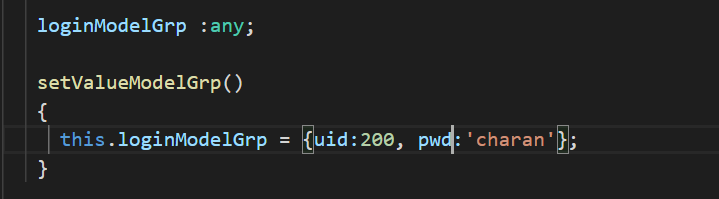 loginModelGrp :any;
setValueModelGrp()
{
this.loginModelGrp = {uid:200, pwd:'charan'};
}